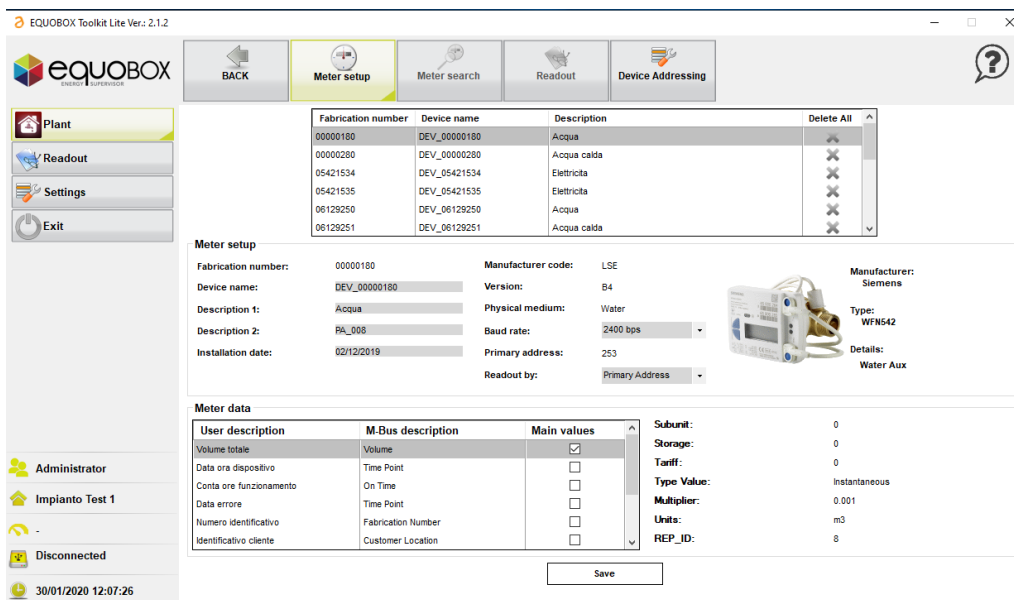 EQUOBOX Toolkit Lite Ver.: 2.1.2
equoBOX
ENERGY SUPERVISOR
BACK
Meter setup
Meter search
Readout
Device Addressing
Plant
Readout
Settings
Exit
Fabrication number Device name Description Delete All
00000180 DEV_00000180 Acqua
00000280 DEV_00000280 Acqua calda
05421534 DEV_05421534 Elettricita
05421535 DEV_05421535 Elettricita
06129250 DEV_06129250 Acqua
06129251 DEV_06129251 Acqua calda
Meter setup
Fabrication number: 00000180
Device name: DEV_00000180
Description 1: Acqua
Description 2: PA_008
Installation date: 02/12/2019
Manufacturer code: LSE
Version: B4
Physical medium: Water
Baud rate: 2400 bps
Primary address: 253
Readout by: Primary Address
Manufacturer:
Siemens
Type:
WFN542
Details:
Water Aux
Meter data
User description M-Bus description Main values
Volume totale Volume
Data ora dispositivo Time Point
Conta ore funzionamento On Time
Data errore Time Point
Numero identificativo Fabrication Number
Identificativo cliente Customer Location
Subunit: 0
Storage: 0
Tariff: 0
Type Value: Instantaneous
Multiplier: 0.001
Units: m3
REP_ID: 8
Save
Administrator
Impianto Test 1
-
Disconnected
30/01/2020 12:07:26